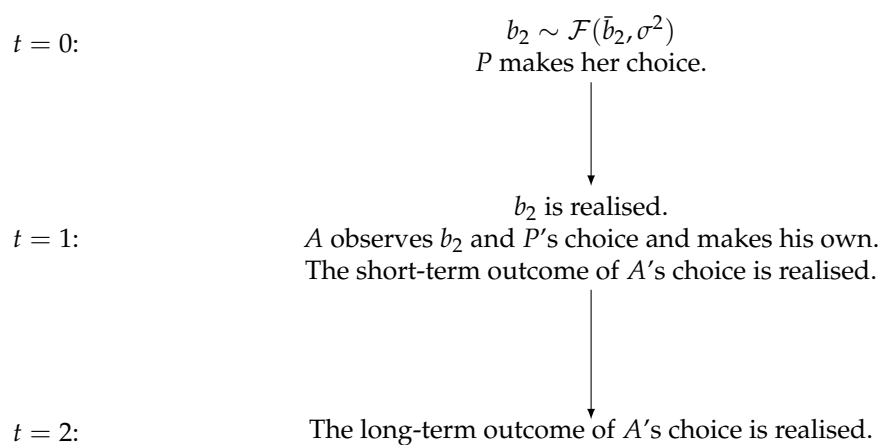 t = 0:
b₂ ∼ ℱ(b̄₂, σ²)
P makes her choice.
b₂ is realised.
t = 1:
A observes b₂ and P's choice and makes his own.
The short-term outcome of A's choice is realised.
t = 2:
The long-term outcome of A's choice is realised.